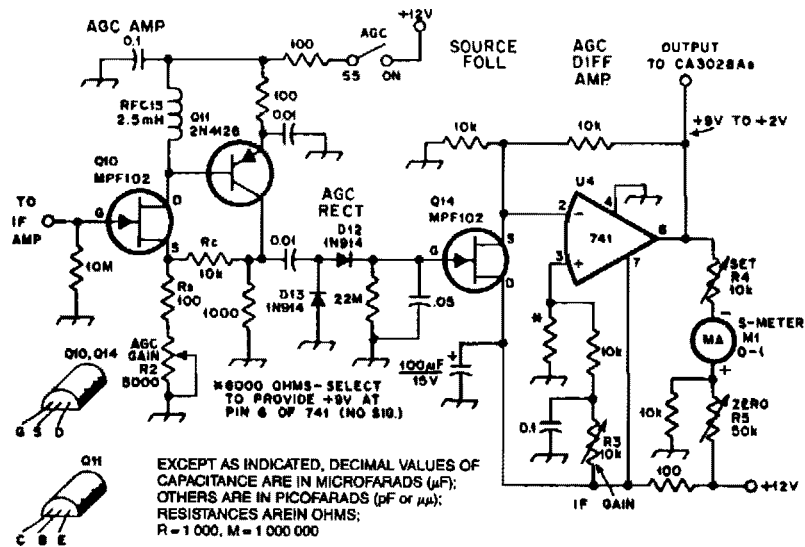 AGC AMP
0.1
100
AGC
S5
ON
+12V
SOURCE
FOLL
AGC
DIFF
AMP
OUTPUT
TO CA3028As
+9V TO +2V
RFC15
2.5mH
Q11
2N4126
100
0.01
10k
10k
Q10
MPF102
D
G
S
TO
IF
AMP
10M
AGC
RECT
D12
1N914
Rc
10k
0.01
D13
1N914
22M
.05
Q14
MPF102
G
S
D
U4
741
2
-
3
+
4
6
7
Rs
100
1000
AGC
GAIN
R2
5000
SET
R4
10k
-
MA
+
S-METER
M1
0-1
*
10k
100µF
15V
+
10k
ZERO
R5
50k
0.1
R3
10k
IF GAIN
100
+12V
*6000 OHMS-SELECT
TO PROVIDE +9V AT
PIN 6 OF 741 (NO SIG.)
Q10, Q14
G S D
Q11
C B E
EXCEPT AS INDICATED, DECIMAL VALUES OF
CAPACITANCE ARE IN MICROFARADS (µF);
OTHERS ARE IN PICOFARADS (pF or µµ);
RESISTANCES AREIN OHMS;
R=1 000, M=1 000 000